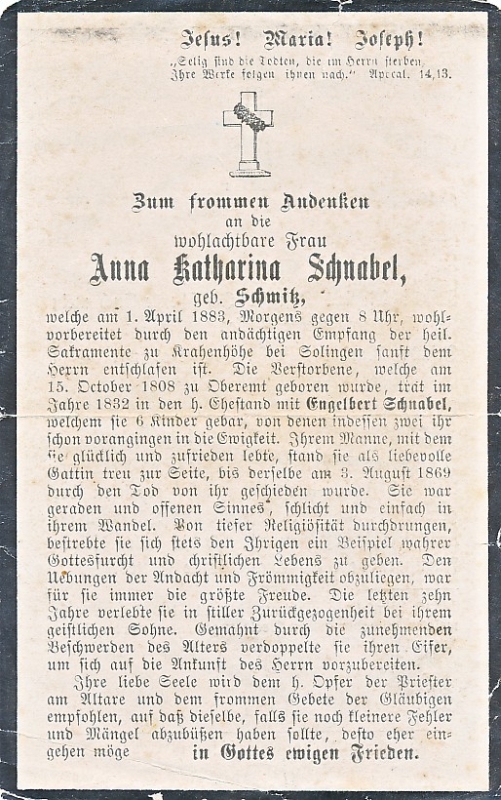 Jesus! Maria! Joseph!
„Selig sind die Todten, die im Herrn sterben,
Ihre Werke folgen ihnen nach.“ Apocal. 14,13.
Zum frommen Andenken
an die
wohlachtbare Frau
Anna Katharina Schnabel,
geb. Schmitz,
welche am 1. April 1883, Morgens gegen 8 Uhr, wohl-
vorbereitet durch den andächtigen Empfang der heil.
Sakramente zu Krahenhöhe bei Solingen sanft dem
Herrn entschlafen ist. Die Verstorbene, welche am
15. October 1808 zu Oberemt geboren wurde, trat im
Jahre 1832 in den h. Ehestand mit Engelbert Schnabel,
welchem sie 6 Kinder gebar, von denen indessen zwei ihr
schon vorangingen in die Ewigkeit. Ihrem Manne, mit dem
sie glücklich und zufrieden lebte, stand sie als liebevolle
Gattin treu zur Seite, bis derselbe am 3. August 1869
durch den Tod von ihr geschieden wurde. Sie war
geraden und offenen Sinnes, schlicht und einfach in
ihrem Wandel. Von tiefer Religiösität durchdrungen,
bestrebte sie sich stets den Ihrigen ein Beispiel wahrer
Gottesfurcht und christlichen Lebens zu geben. Den
Uebungen der Andacht und Frömmigkeit obzuliegen, war
für sie immer die größte Freude. Die letzten zehn
Jahre verlebte sie in stiller Zurückgezogenheit bei ihrem
geistlichen Sohne. Gemahnt durch die zunehmenden
Beschwerden des Alters verdoppelte sie ihren Eifer,
um sich auf die Ankunft des Herrn vorzubereiten.
Ihre liebe Seele wird dem h. Opfer der Priester
am Altare und dem frommen Gebete der Gläubigen
empfohlen, auf daß dieselbe, falls sie noch kleinere Fehler
und Mängel abzubüßen haben sollte, desto eher ein-
gehen möge in Gottes ewigen Frieden.